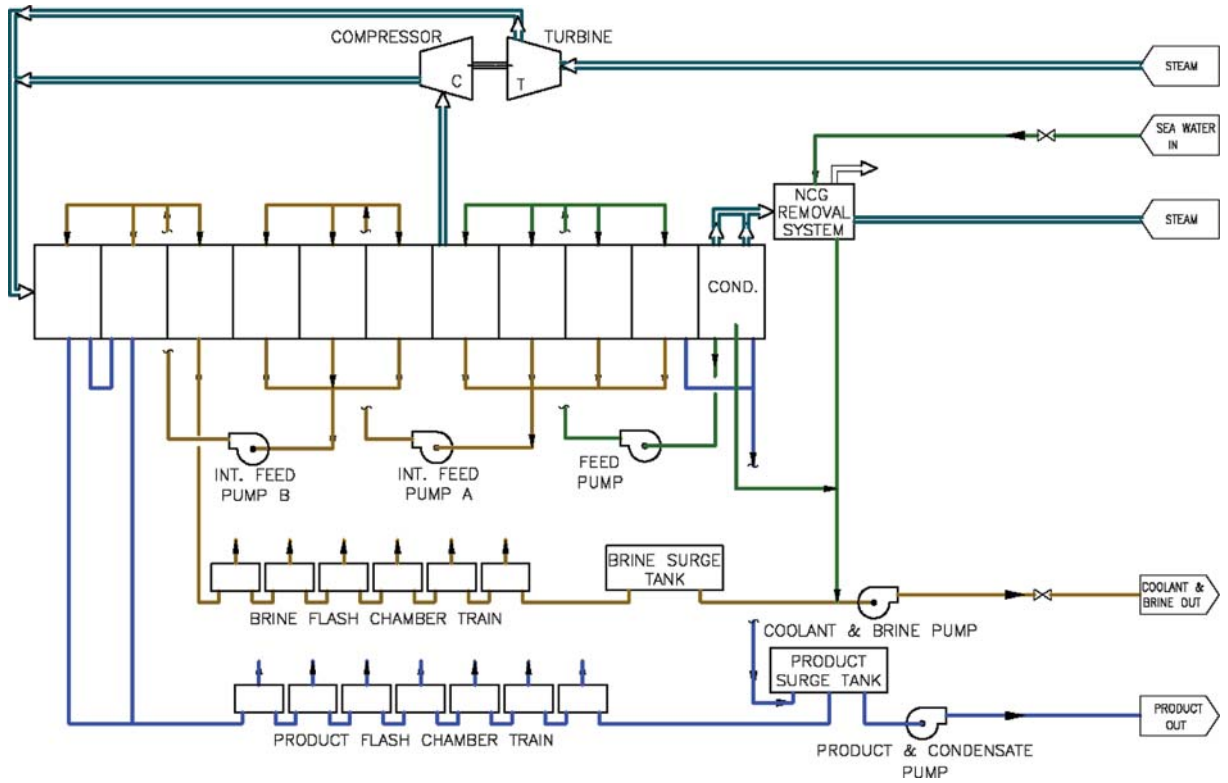 COMPRESSOR
TURBINE
C
T
STEAM
SEA WATER
IN
NCG
REMOVAL
SYSTEM
STEAM
COND.
INT. FEED
PUMP B
INT. FEED
PUMP A
FEED
PUMP
BRINE SURGE
TANK
BRINE FLASH CHAMBER TRAIN
COOLANT & BRINE PUMP
COOLANT &
BRINE OUT
PRODUCT
SURGE TANK
PRODUCT FLASH CHAMBER TRAIN
PRODUCT & CONDENSATE
PUMP
PRODUCT
OUT